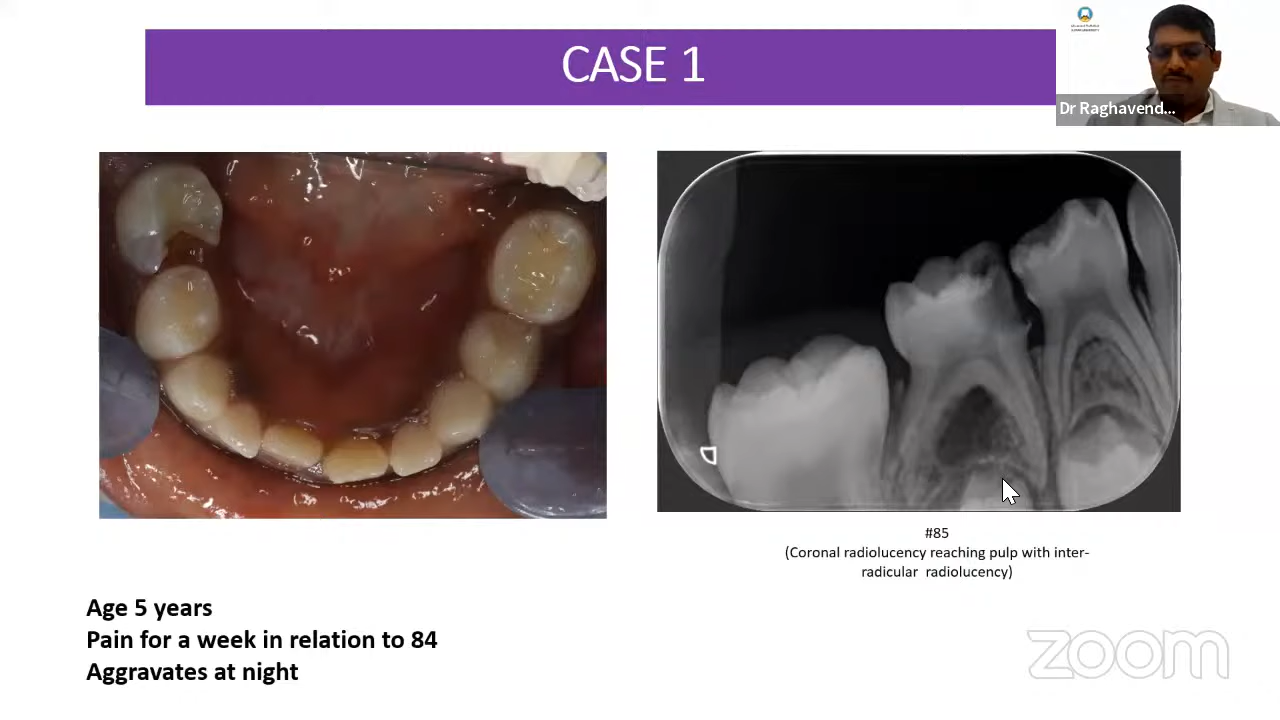 CASE 1
Dr Raghavend...
#85
(Coronal radiolucency reaching pulp with inter-
radicular radiolucency)
Age 5 years
Pain for a week in relation to 84
Aggravates at night
zoom